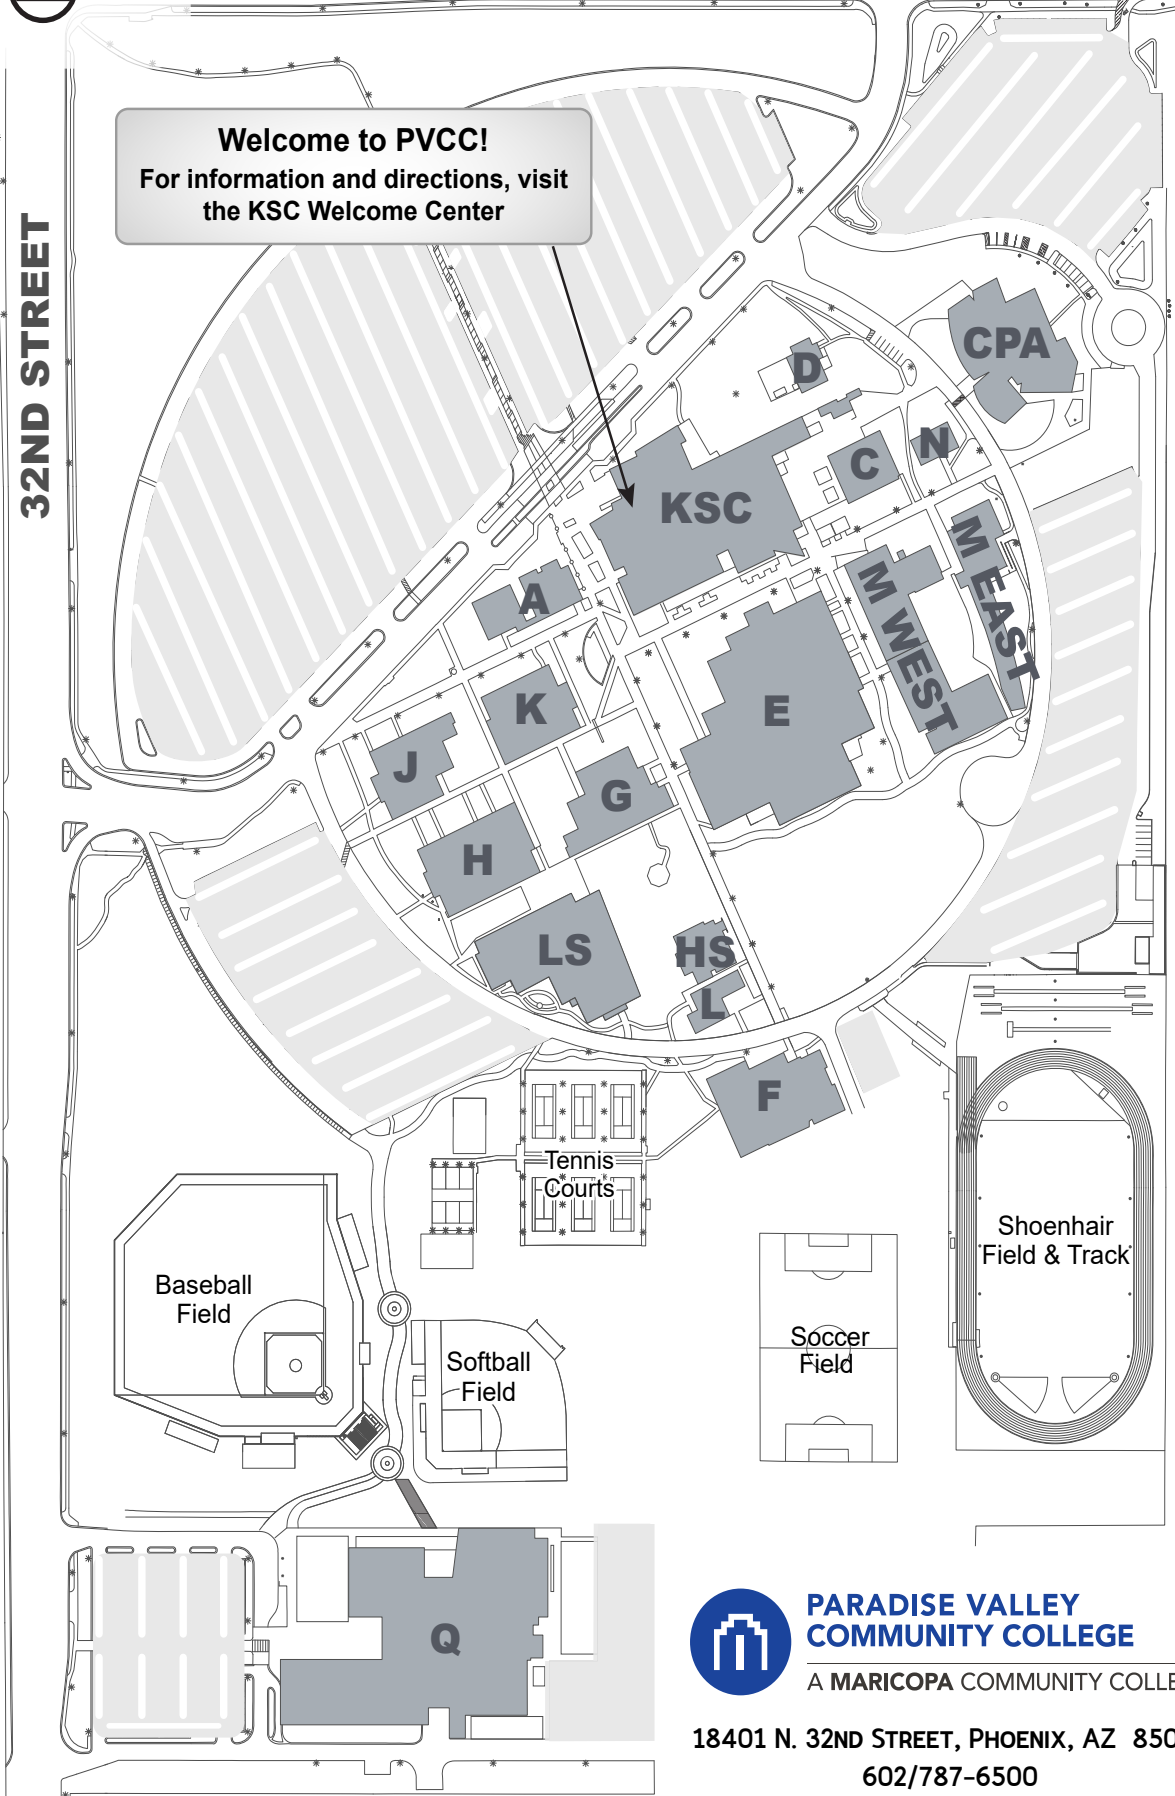 Welcome to PVCC!
For information and directions, visit
the KSC Welcome Center
32ND STREET
CPA
D
N
C
KSC
M EAST
M WEST
A
K
E
J
G
H
LS
HS
L
F
Tennis
Courts
Shoenhair
Field & Track
Baseball
Field
Soccer
Field
Softball
Field
Q
PARADISE VALLEY
COMMUNITY COLLEGE
A MARICOPA COMMUNITY COLLE
18401 N. 32ND STREET, PHOENIX, AZ 850
602/787-6500